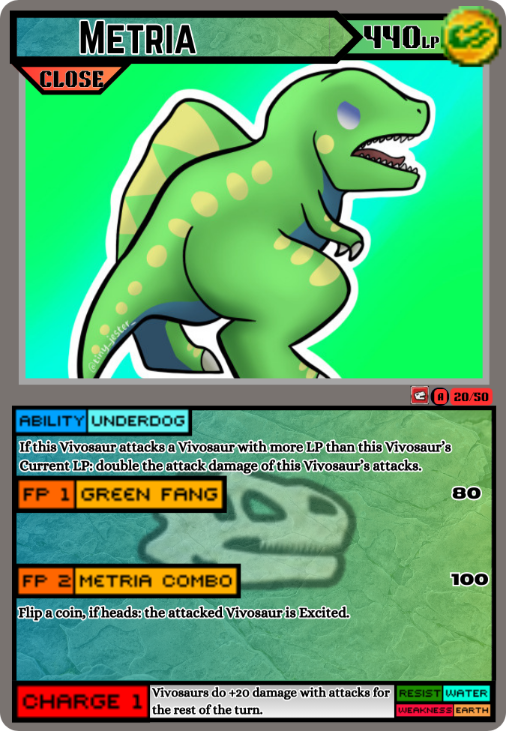 METRIA
440LP
CLOSE
@tiny_jister_
A 20/50
ABILITY UNDERDOG
If this Vivosaur attacks a Vivosaur with more LP than this Vivosaur's
Current LP: double the attack damage of this Vivosaur's attacks.
FP 1 GREEN FANG 80
FP 2 METRIA COMBO 100
Flip a coin, if heads: the attacked Vivosaur is Excited.
CHARGE 1
Vivosaurs do +20 damage with attacks for
the rest of the turn.
RESIST WATER
WEAKNESS EARTH